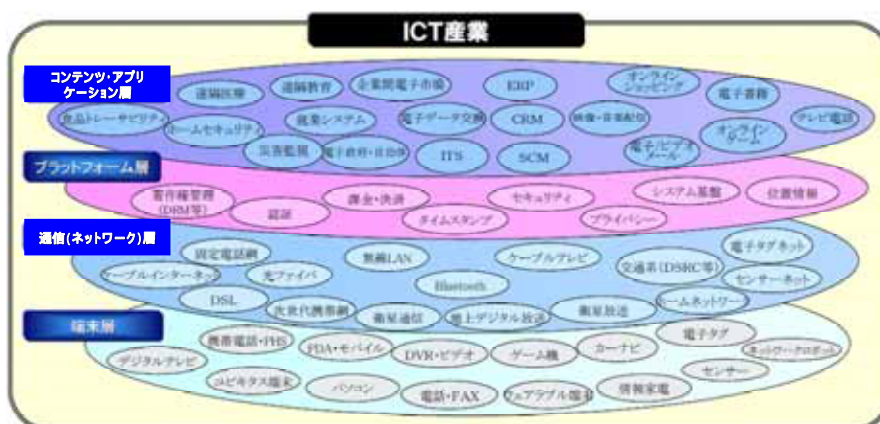 ICT産業
コンテンツ・アプリ
ケーション層
遠隔医療
遠隔教育
企業間電子市場
ERP
オンライン
ショッピング
電子書籍
食品トレーサビリティ
ホームセキュリティ
就業システム
電子データ交換
CRM
映像・音楽配信
オンライン
ゲーム
テレビ電話
災害監視
電子政府・自治体
ITS
SCM
電子/ビデオ
メール
プラットフォーム層
著作権管理
(DRM等)
認証
課金・決済
タイムスタンプ
セキュリティ
プライバシー
システム基盤
位置情報
通信(ネットワーク)層
固定電話網
無線LAN
ケーブルテレビ
電子タグネット
ケーブルインターネット
光ファイバ
Bluetooth
交通系(DSRC等)
センサーネット
DSL
次世代携帯網
衛星通信
地上デジタル放送
衛星放送
ホームネットワーク
端末層
デジタルテレビ
携帯電話・PHS
PDA・モバイル
DVR・ビデオ
ゲーム機
カーナビ
電子タグ
ネットワークロボット
ユビキタス端末
パソコン
電話・FAX
ウェアラブル端末
情報家電
センサー